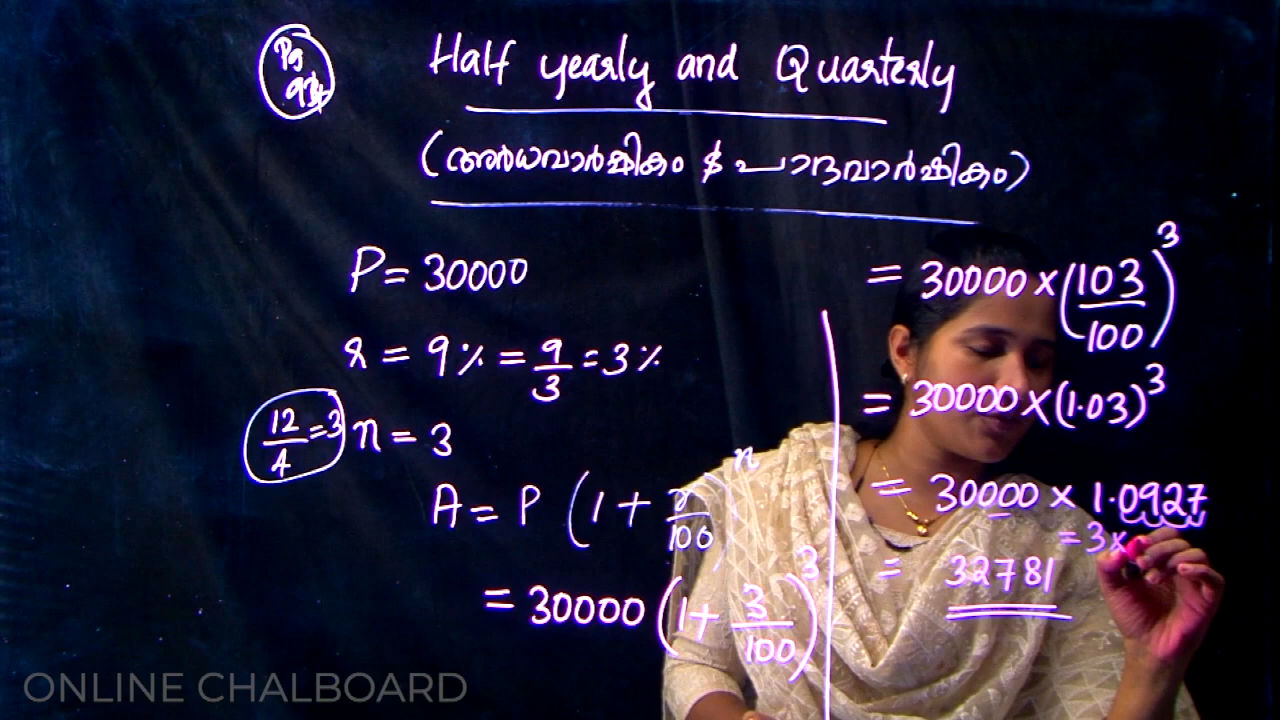 Pg
94
Half yearly and Quarterly
(അർധവാർഷികം & പാദവാർഷികം)
P = 30000
r = 9% = 9/3 = 3%
12/4 = 3
n = 3
A = P (1 + r/100)^n
= 30000 (1 + 3/100)^3
= 30000 × (103/100)^3
= 30000 × (1.03)^3
= 30000 × 1.0927
= 3 ×
= 32781
ONLINE CHALBOARD